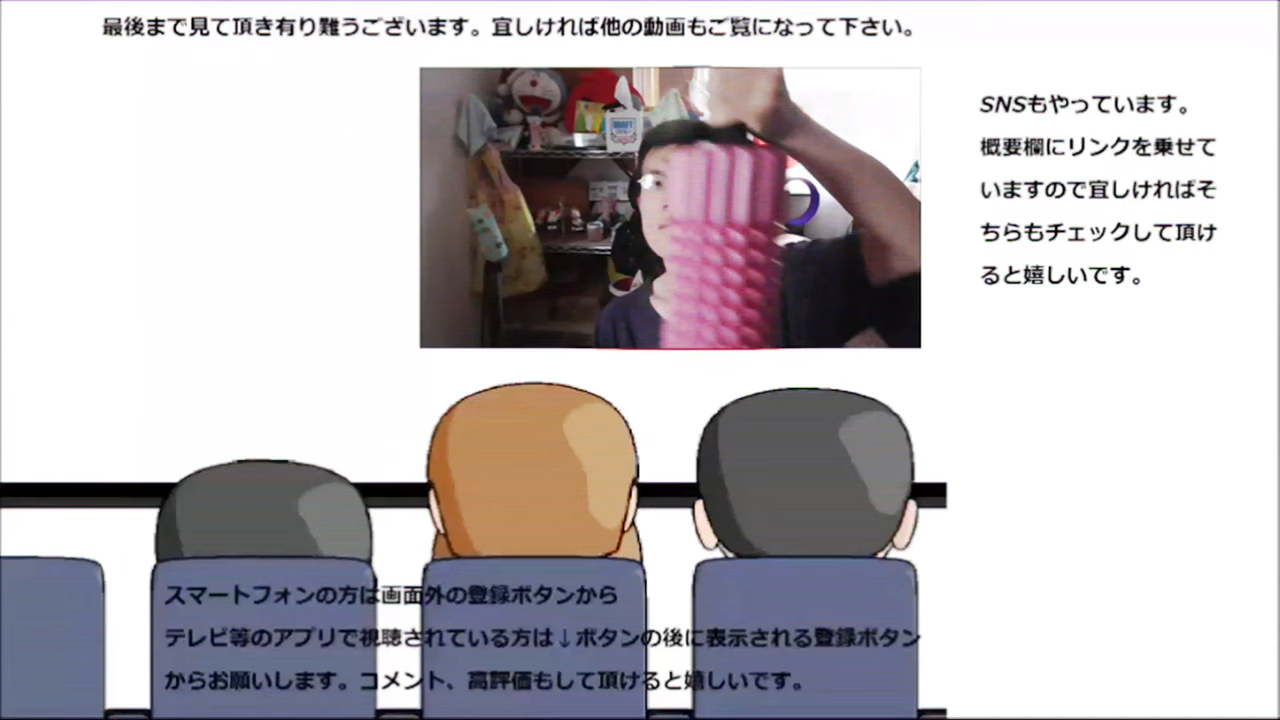 最後まで見て頂き有り難うございます。宜しければ他の動画もご覧になって下さい。
SNSもやっています。
概要欄にリンクを乗せて
いますので宜しければそ
ちらもチェックして頂け
ると嬉しいです。
スマートフォンの方は画面外の登録ボタンから
テレビ等のアプリで視聴されている方は↓ボタンの後に表示される登録ボタン
からお願いします。コメント、高評価もして頂けると嬉しいです。